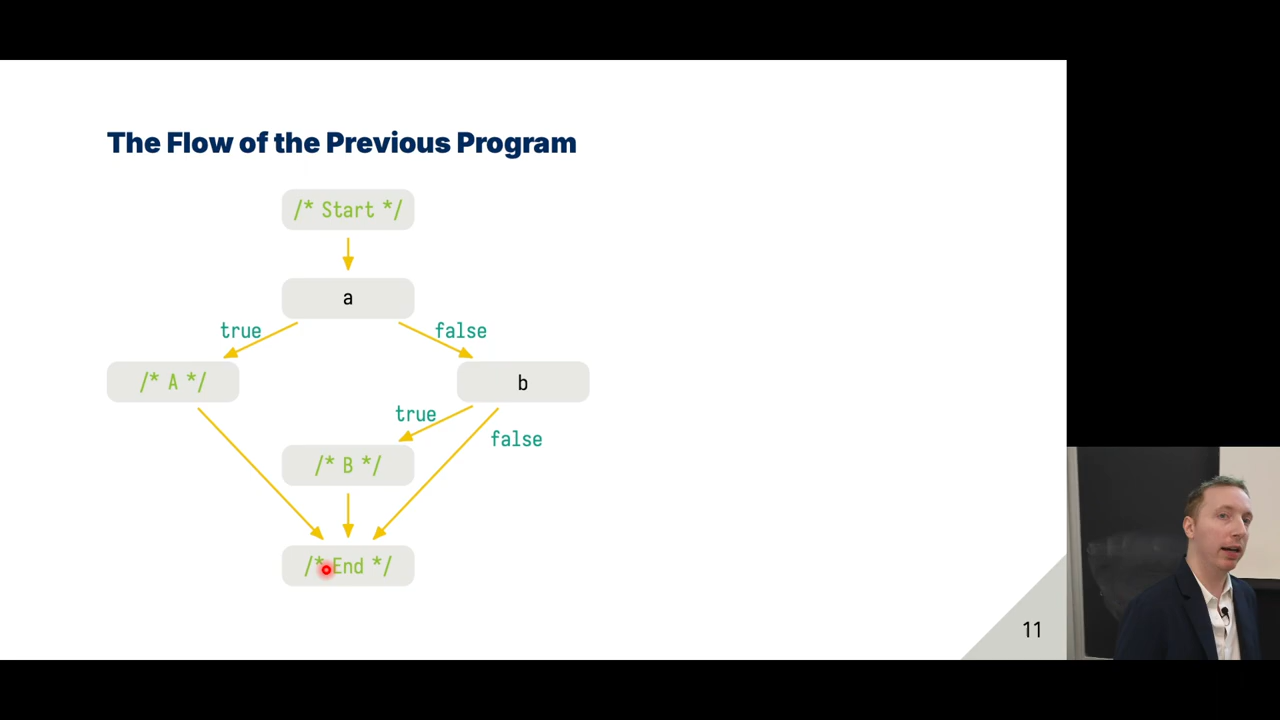 The Flow of the Previous Program
/* Start */
a
true
false
/* A */
b
true
false
/* B */
/* End */
11